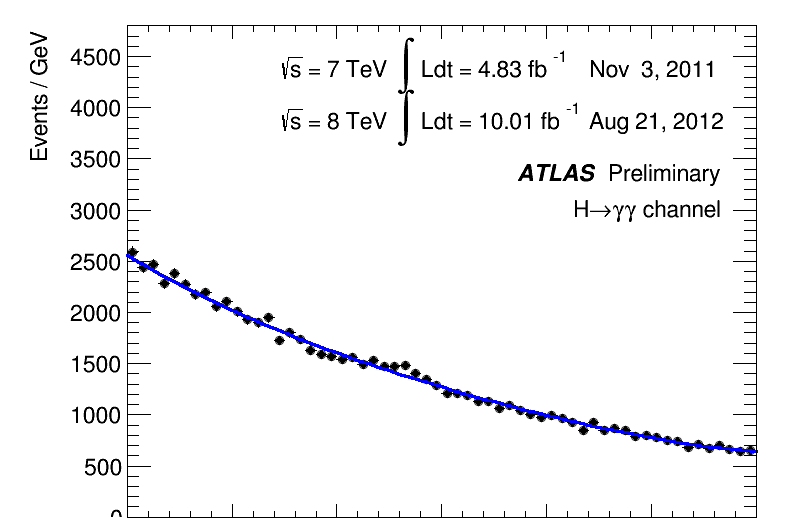 Events / GeV
4500
4000
3500
3000
2500
2000
1500
1000
500
0
√s = 7 TeV ∫ Ldt = 4.83 fb⁻¹ Nov 3, 2011
√s = 8 TeV ∫ Ldt = 10.01 fb⁻¹ Aug 21, 2012
ATLAS Preliminary
H→γγ channel